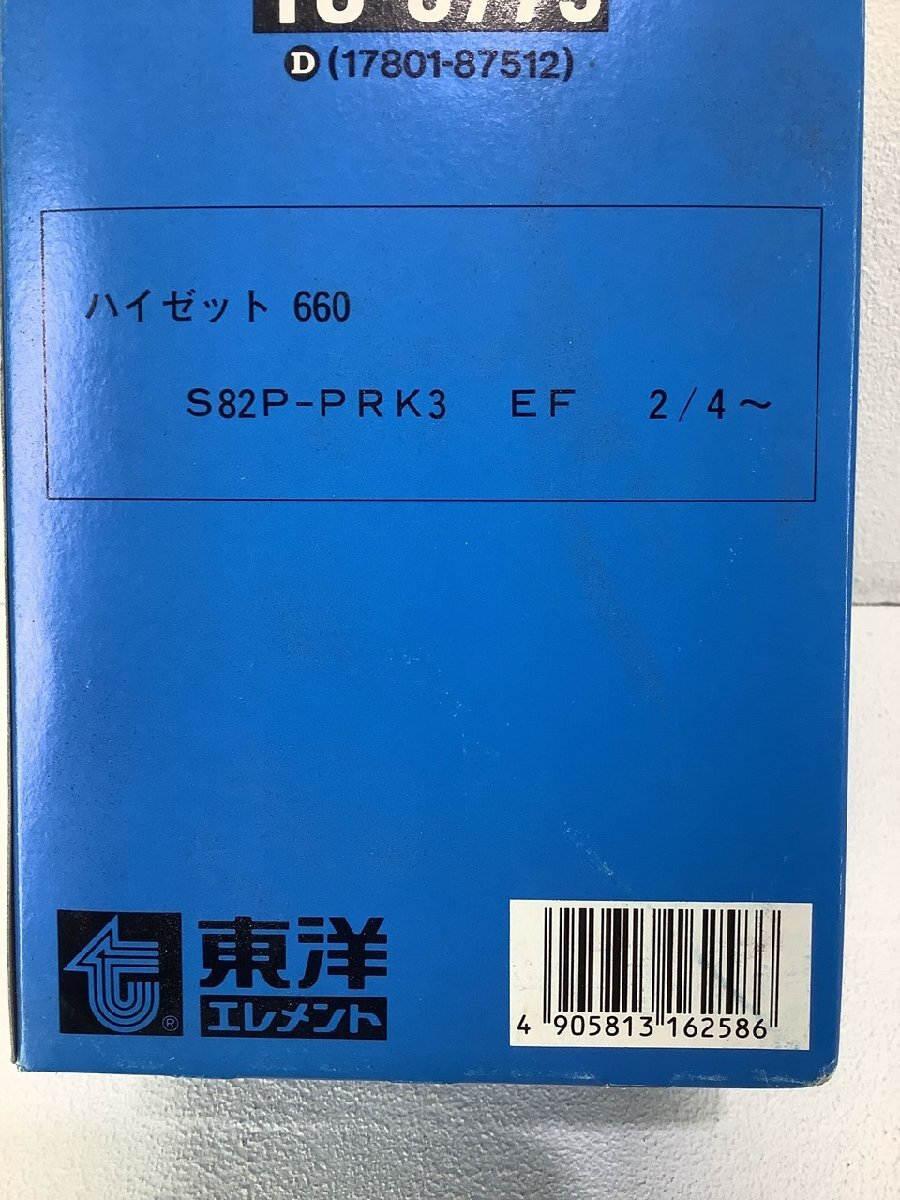 D (17801-87512)
ハイゼット 660
S82P-PRK3 EF 2/4～
東洋
エレメント
®
4 905813 162586